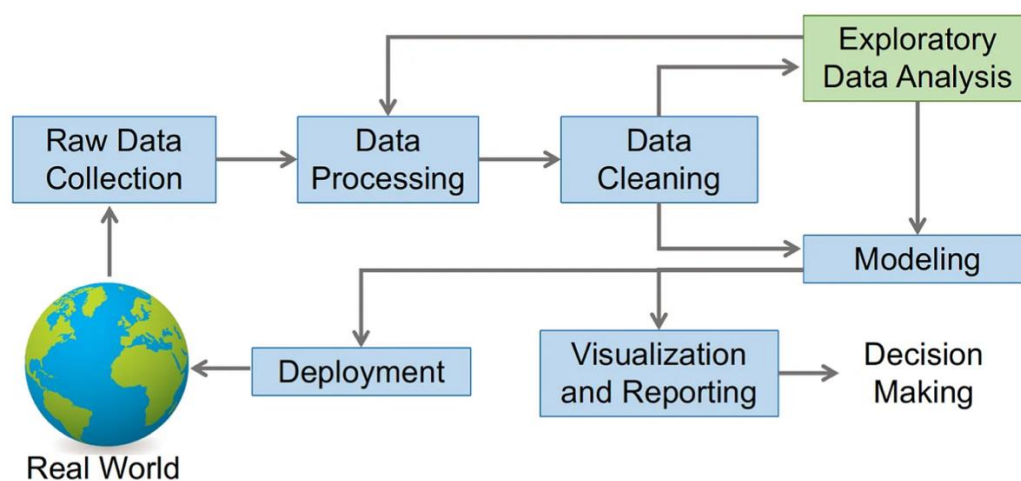 Exploratory
Data Analysis
Raw Data
Collection
Data
Processing
Data
Cleaning
Modeling
Deployment
Visualization
and Reporting
Decision
Making
Real World